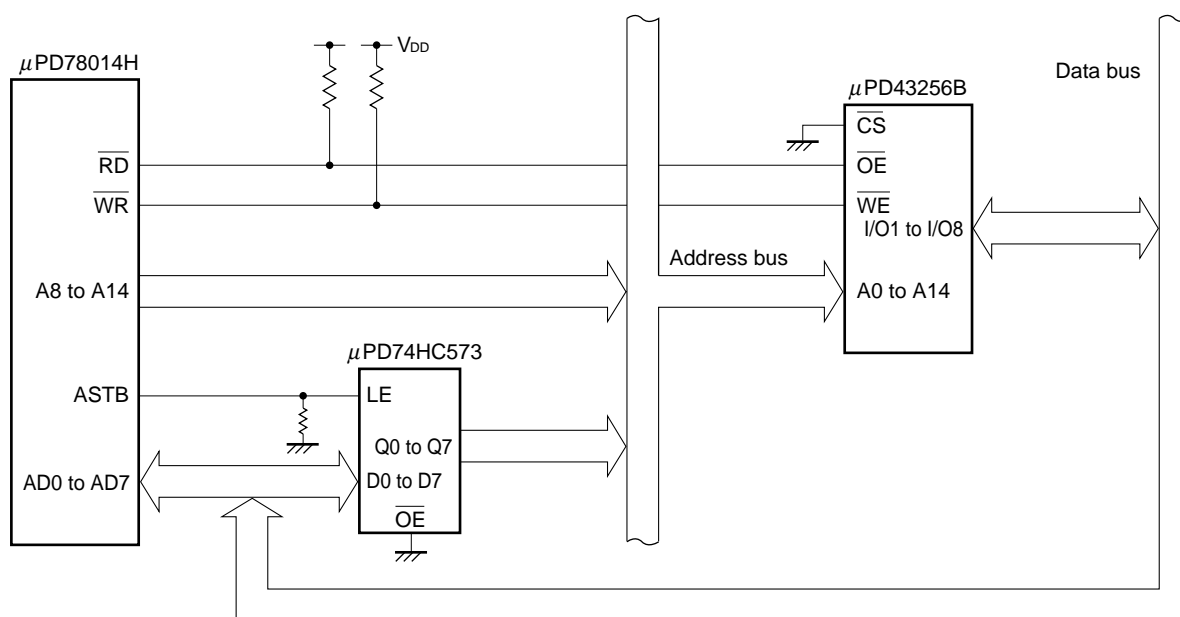 μPD78014H
VDD
Data bus
μPD43256B
CS
RD
OE
WR
WE
I/O1 to I/O8
Address bus
A8 to A14
A0 to A14
μPD74HC573
ASTB
LE
Q0 to Q7
AD0 to AD7
D0 to D7
OE